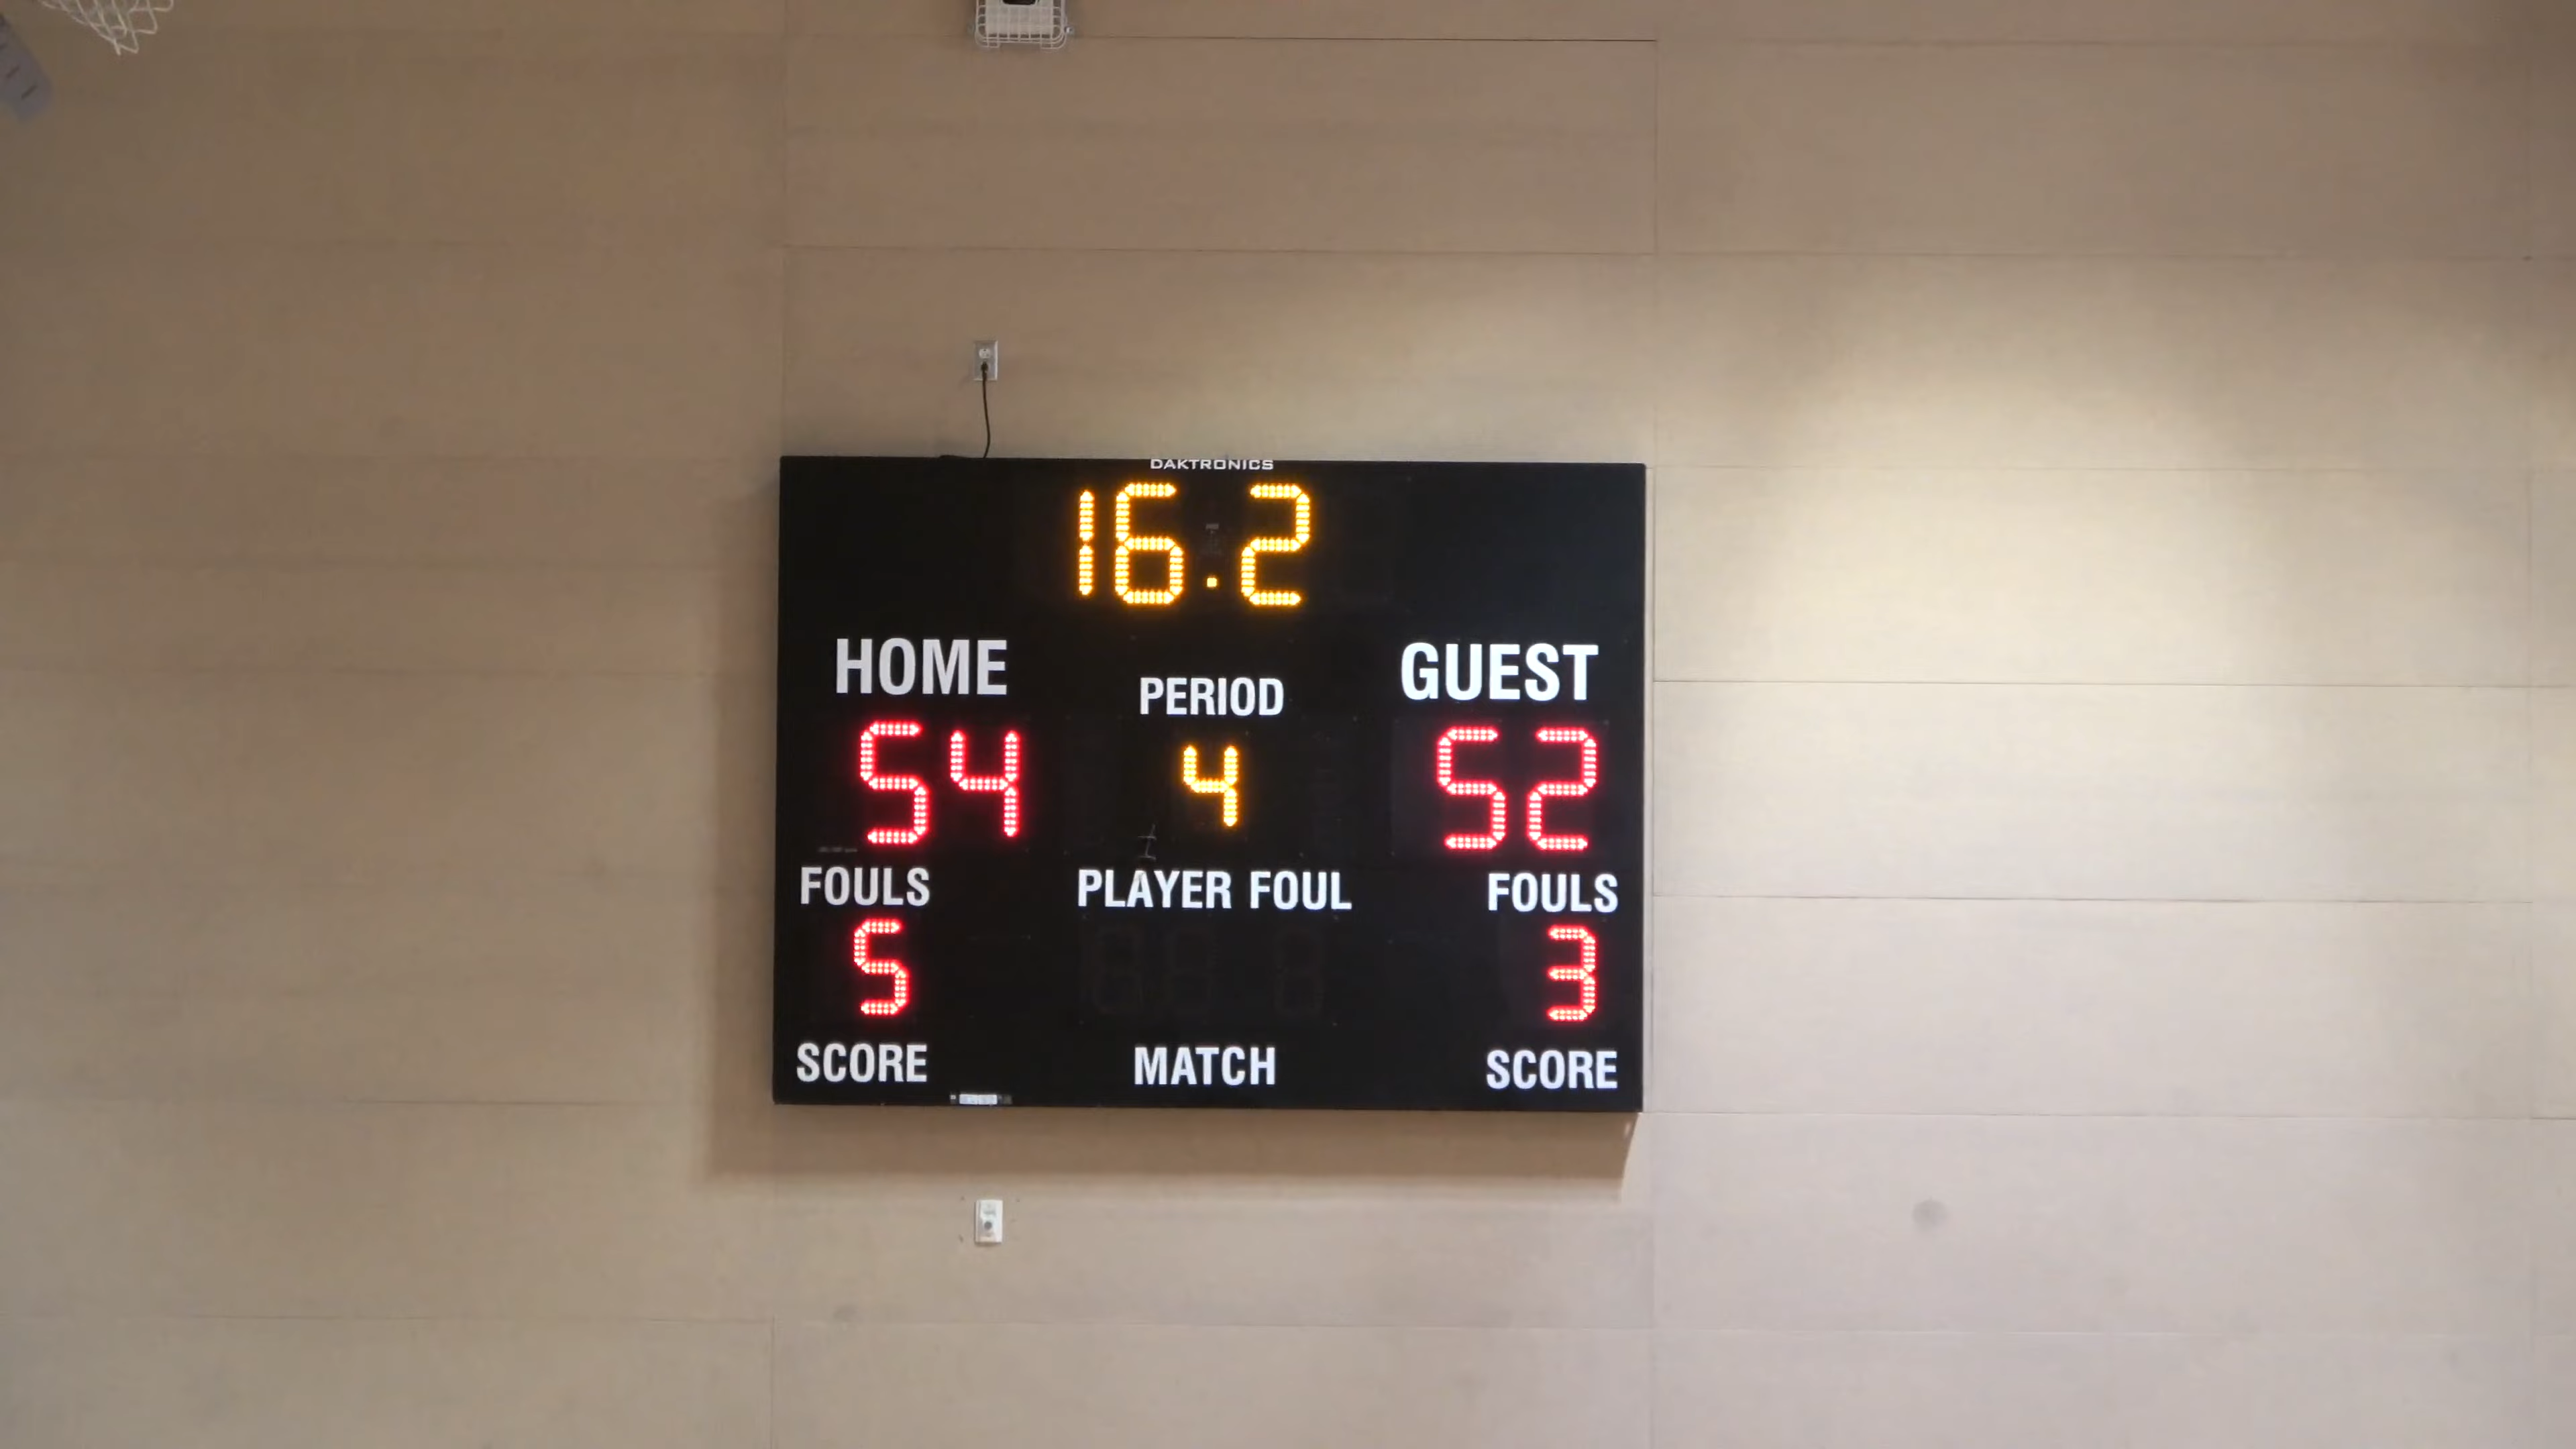 DAKTRONICS
16.2
HOME
PERIOD
GUEST
54
4
52
FOULS
PLAYER FOUL
FOULS
5
3
SCORE
MATCH
SCORE